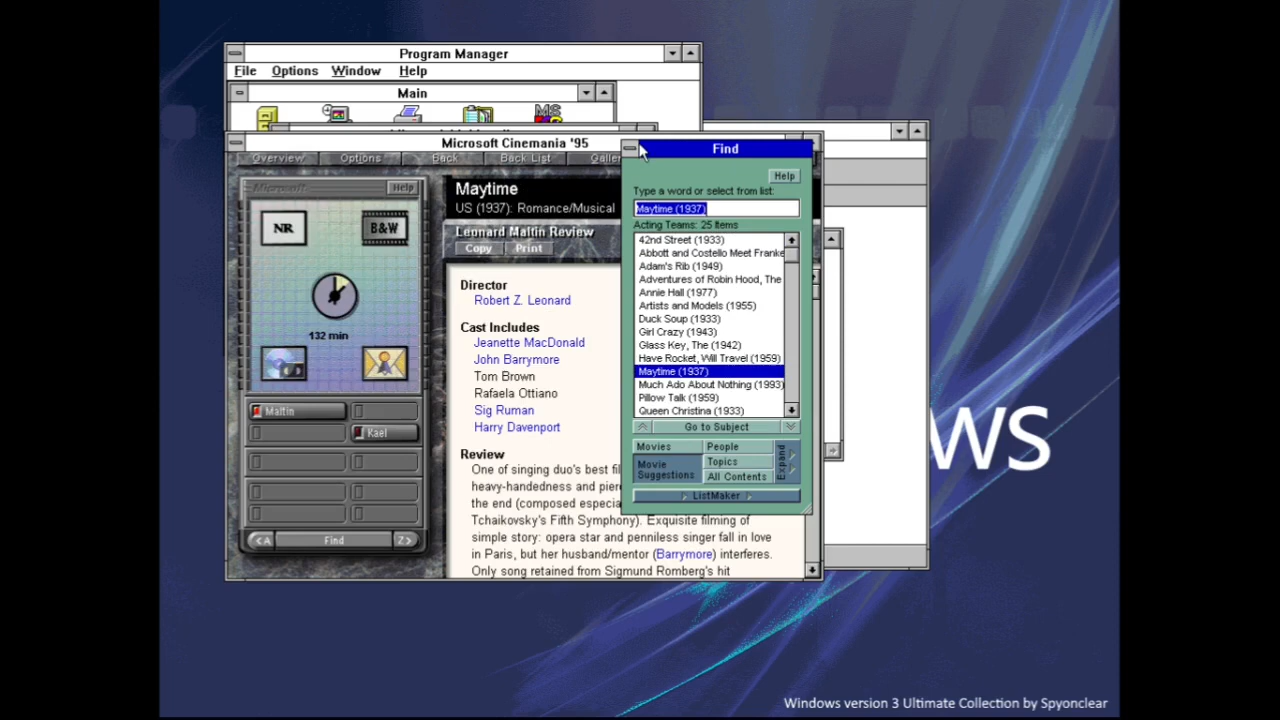 Program Manager
File Options Window Help
Main
MS
Microsoft Cinemania '95
Overview Options Back Back List
Microsoft Help
NR B&W
132 min
Maltin
Kael
<A Find Z>
Maytime
US (1937): Romance/Musical
Leonard Maltin Review
Copy Print
Director
Robert Z. Leonard
Cast Includes
Jeanette MacDonald
John Barrymore
Tom Brown
Rafaela Ottiano
Sig Ruman
Harry Davenport
Review
One of singing duo's best fil
heavy-handedness and pier
the end (composed especia
Tchaikovsky's Fifth Symphony). Exquisite filming of
simple story: opera star and penniless singer fall in love
in Paris, but her husband/mentor (Barrymore) interferes.
Only song retained from Sigmund Romberg's hit
Find
Help
Type a word or select from list:
Maytime (1937)
Acting Teams: 25 Items
42nd Street (1933)
Abbott and Costello Meet Franke
Adam's Rib (1949)
Adventures of Robin Hood, The
Annie Hall (1977)
Artists and Models (1955)
Duck Soup (1933)
Girl Crazy (1943)
Glass Key, The (1942)
Have Rocket, Will Travel (1959)
Maytime (1937)
Much Ado About Nothing (1993)
Pillow Talk (1959)
Queen Christina (1933)
Go to Subject
Movies People
Movie Suggestions Topics
All Contents
Expand
ListMaker
WS
Windows version 3 Ultimate Collection by Spyonclear